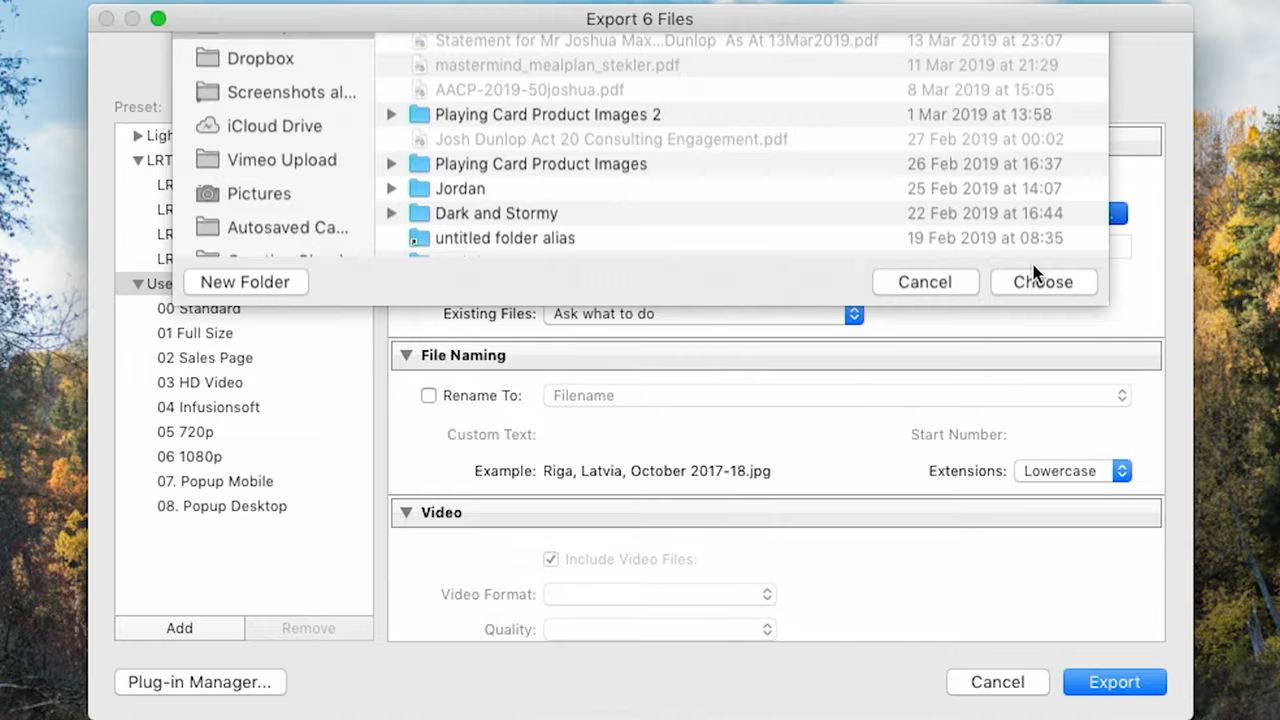 Export 6 Files
Preset:
Dropbox
Screenshots al...
iCloud Drive
Vimeo Upload
Pictures
Autosaved Ca...
Statement for Mr Joshua Max...Dunlop As At 13Mar2019.pdf 13 Mar 2019 at 23:07
mastermind_mealplan_stekler.pdf 11 Mar 2019 at 21:29
AACP-2019-50joshua.pdf 8 Mar 2019 at 15:05
Playing Card Product Images 2 1 Mar 2019 at 13:58
Josh Dunlop Act 20 Consulting Engagement.pdf 27 Feb 2019 at 00:02
Playing Card Product Images 26 Feb 2019 at 16:37
Jordan 25 Feb 2019 at 14:07
Dark and Stormy 22 Feb 2019 at 16:44
untitled folder alias 19 Feb 2019 at 08:35
New Folder Cancel Choose
Ligh
LRT
LR
LR
LR
LR
Use
00 Standard
01 Full Size
02 Sales Page
03 HD Video
04 Infusionsoft
05 720p
06 1080p
07. Popup Mobile
08. Popup Desktop
Add Remove
Existing Files: Ask what to do
File Naming
Rename To: Filename
Custom Text: Start Number:
Example: Riga, Latvia, October 2017-18.jpg Extensions: Lowercase
Video
Include Video Files:
Video Format:
Quality:
Plug-in Manager... Cancel Export